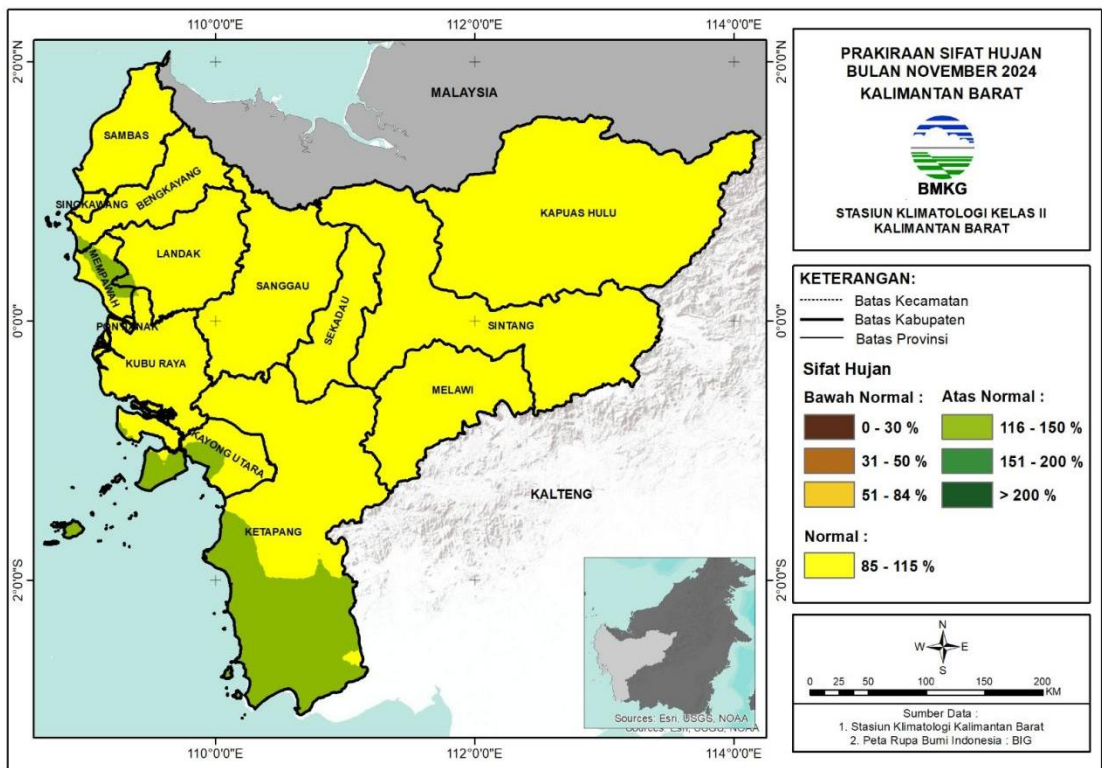 110°0'0"E
112°0'0"E
114°0'0"E
2°0'0"N
2°0'0"N
MALAYSIA
SAMBAS
SINGKAWANG
BENGKAYANG
KAPUAS HULU
LANDAK
MEMPAWAH
SANGGAU
SEKADAU
SINTANG
0°0'0"
0°0'0"
PONTIANAK
KUBU RAYA
MELAWI
KAYONG UTARA
KALTENG
KETAPANG
2°0'0"S
2°0'0"S
Sources: Esri, USGS, NOAA
Sources: Esri, USGS, NOAA
110°0'0"E
112°0'0"E
114°0'0"E
PRAKIRAAN SIFAT HUJAN
BULAN NOVEMBER 2024
KALIMANTAN BARAT
BMKG
STASIUN KLIMATOLOGI KELAS II
KALIMANTAN BARAT
KETERANGAN:
Batas Kecamatan
Batas Kabupaten
Batas Provinsi
Sifat Hujan
Bawah Normal : Atas Normal :
0 - 30 % 116 - 150 %
31 - 50 % 151 - 200 %
51 - 84 % > 200 %
Normal :
85 - 115 %
N
W E
S
0 25 50 100 150 200
KM
Sumber Data :
1. Stasiun Klimatologi Kalimantan Barat
2. Peta Rupa Bumi Indonesia : BIG